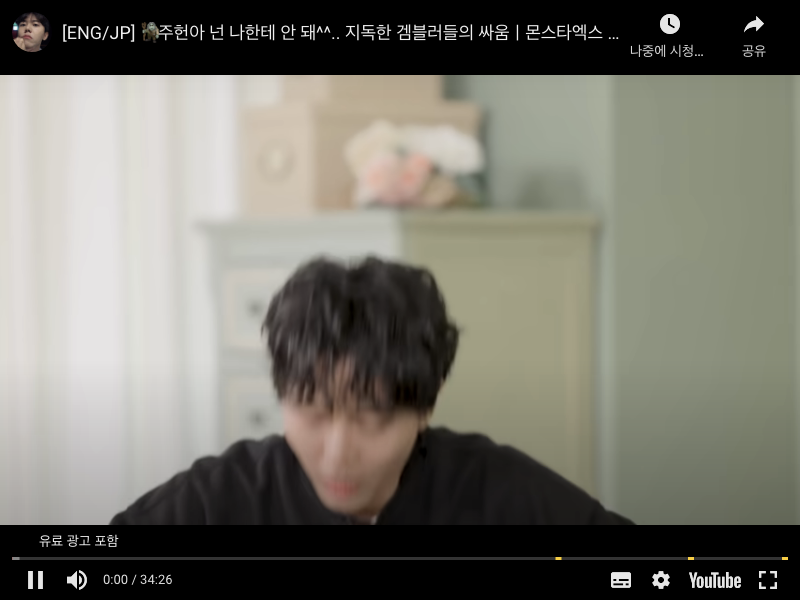 [ENG/JP] 주헌아 넌 나한테 안 돼^^.. 지독한 겜블러들의 싸움 | 몬스타엑스 ...
나중에 시청...
공유
유료 광고 포함
0:00 / 34:26
YouTube